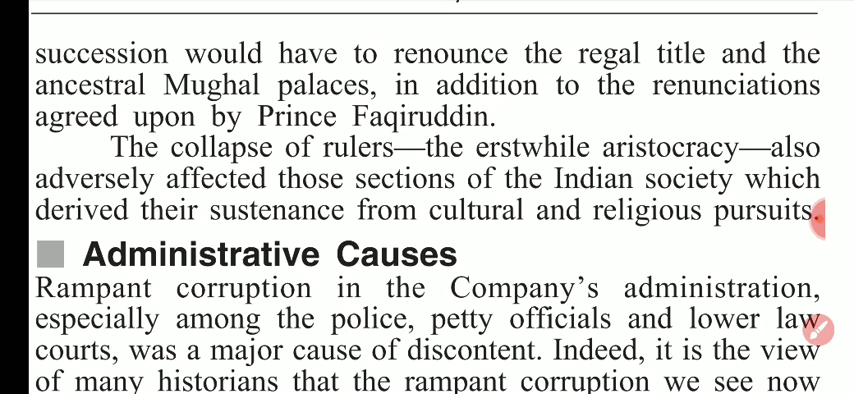 succession would have to renounce the regal title and the
ancestral Mughal palaces, in addition to the renunciations
agreed upon by Prince Faqiruddin.
The collapse of rulers—the erstwhile aristocracy—also
adversely affected those sections of the Indian society which
derived their sustenance from cultural and religious pursuits.
Administrative Causes
Rampant corruption in the Company’s administration,
especially among the police, petty officials and lower law
courts, was a major cause of discontent. Indeed, it is the view
of many historians that the rampant corruption we see now